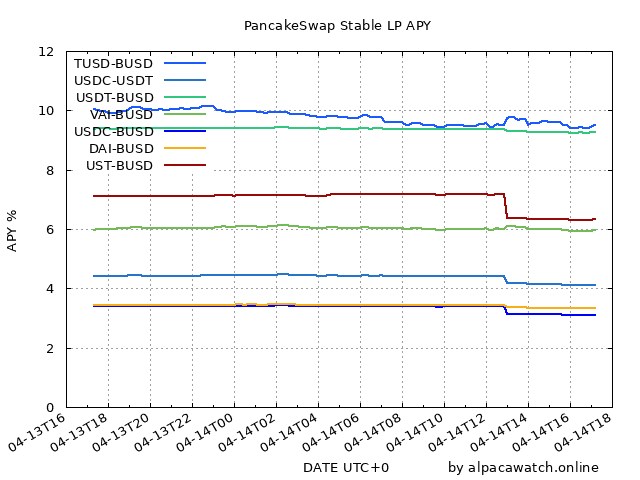 PancakeSwap Stable LP APY
12
10
8
6
4
2
0
APY %
TUSD-BUSD
USDC-USDT
USDT-BUSD
VAI-BUSD
USDC-BUSD
DAI-BUSD
UST-BUSD
04-13T16
04-13T18
04-13T20
04-13T22
04-14T00
04-14T02
04-14T04
04-14T06
04-14T08
04-14T10
04-14T12
04-14T14
04-14T16
04-14T18
DATE UTC+0
by alpacawatch.online